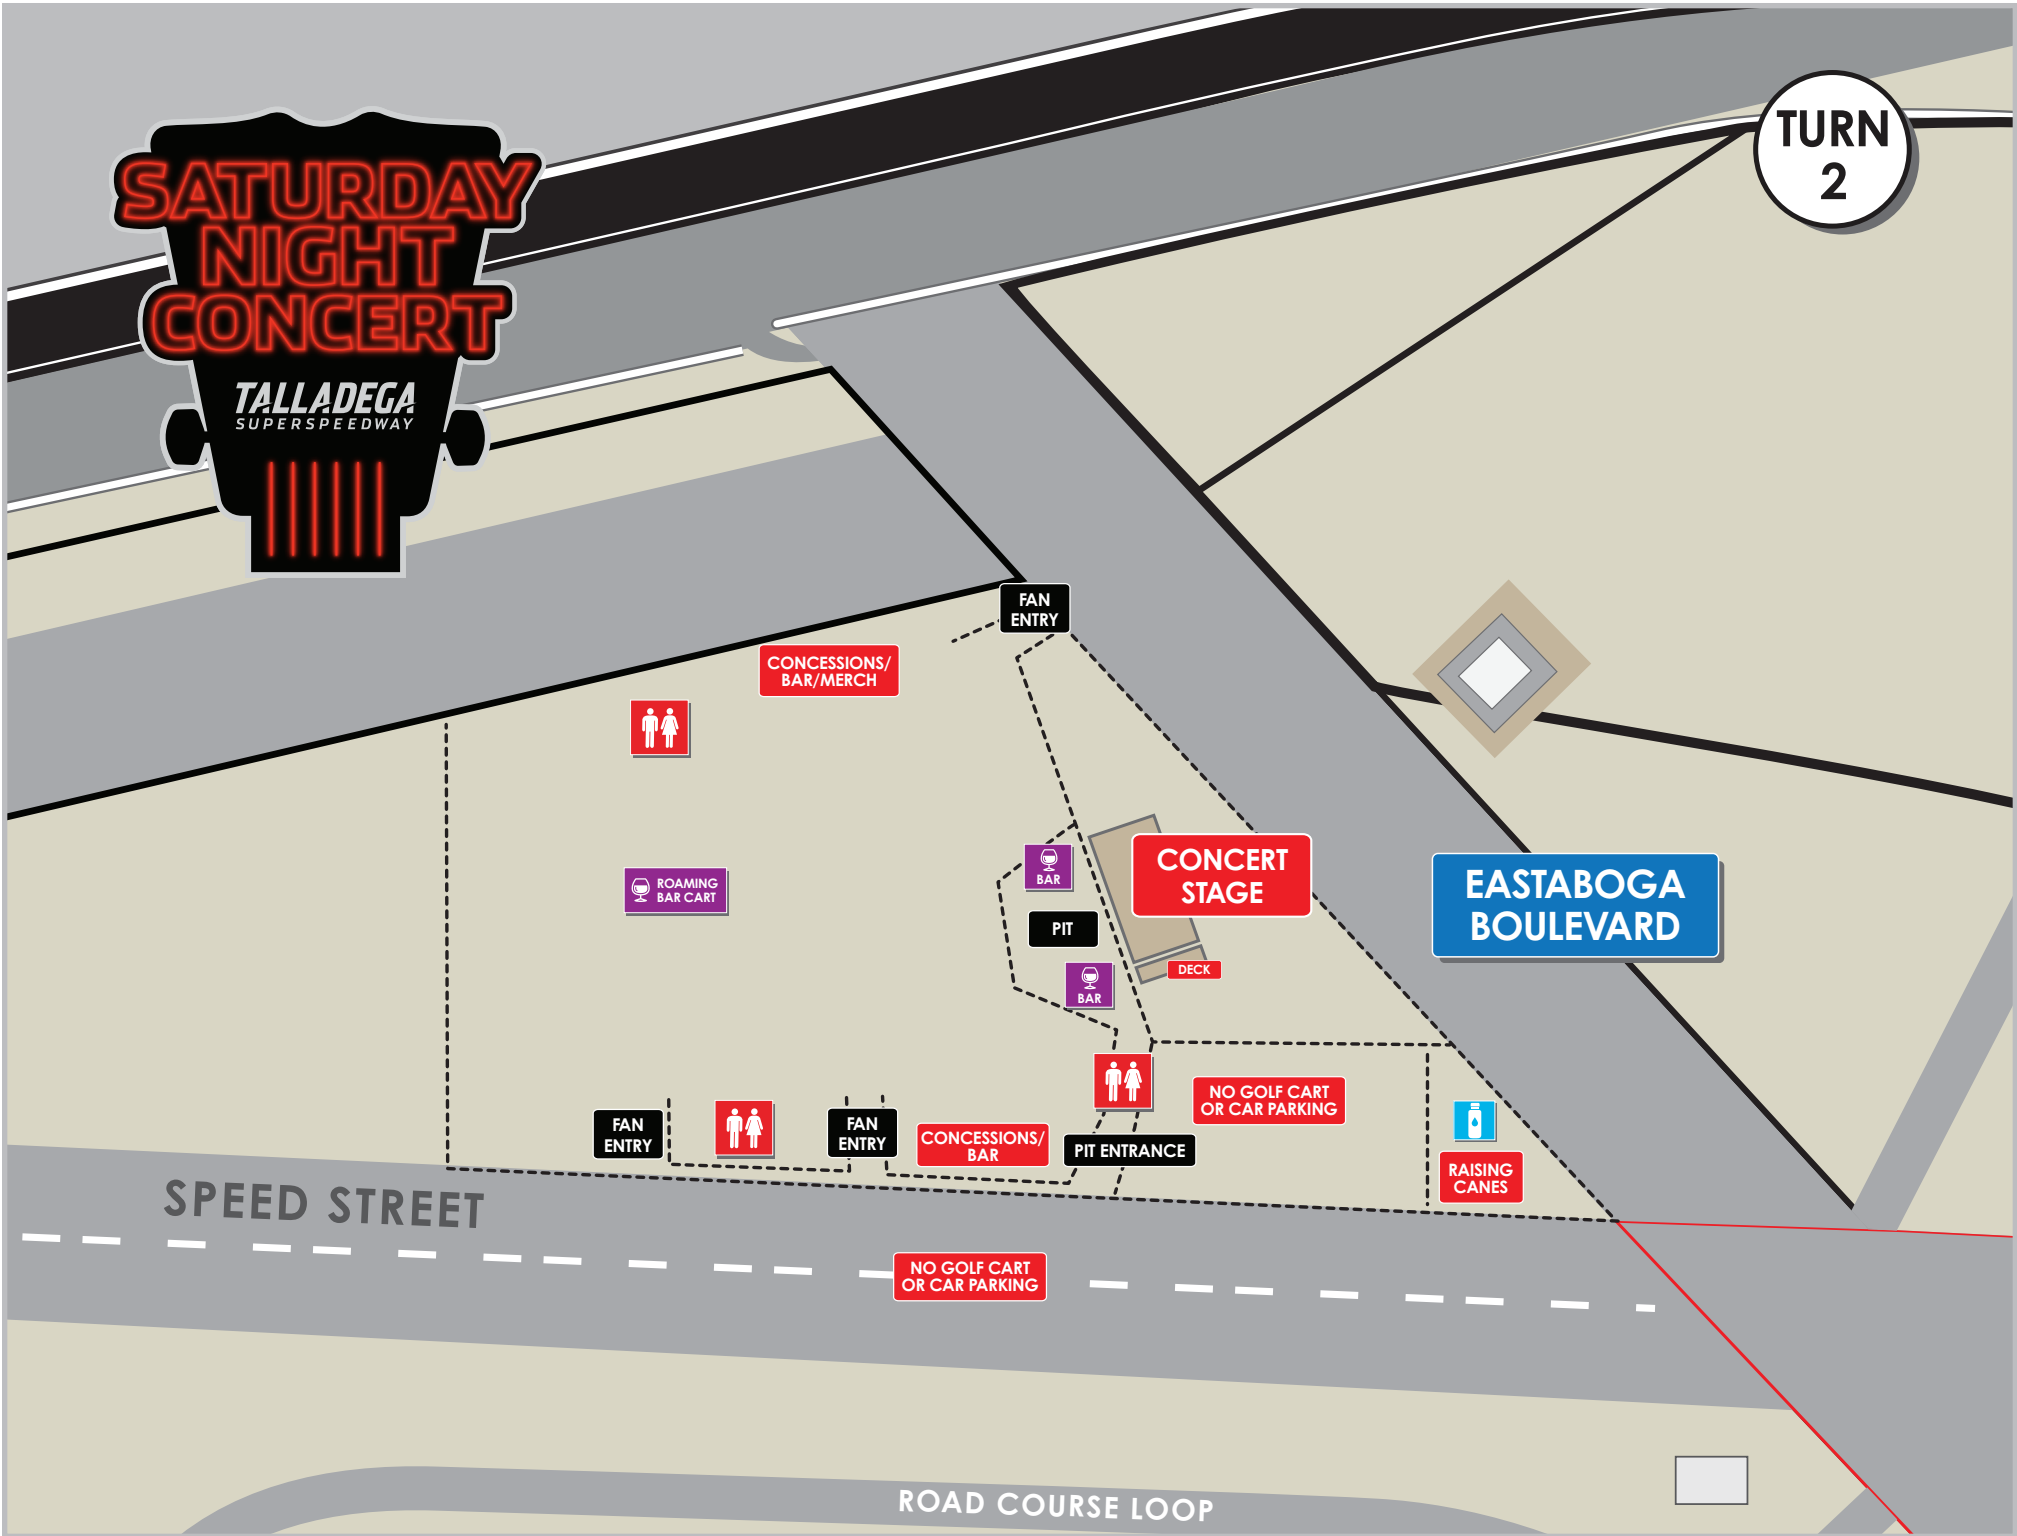 TURN
2
SATURDAY
NIGHT
CONCERT
TALLADEGA
SUPERSPEEDWAY
FAN
ENTRY
CONCESSIONS/
BAR/MERCH
CONCERT
STAGE
BAR
ROAMING
BAR CART
EASTABOGA
BOULEVARD
PIT
DECK
BAR
NO GOLF CART
OR CAR PARKING
FAN
ENTRY
FAN
ENTRY
CONCESSIONS/
BAR
PIT ENTRANCE
RAISING
CANES
SPEED STREET
NO GOLF CART
OR CAR PARKING
ROAD COURSE LOOP